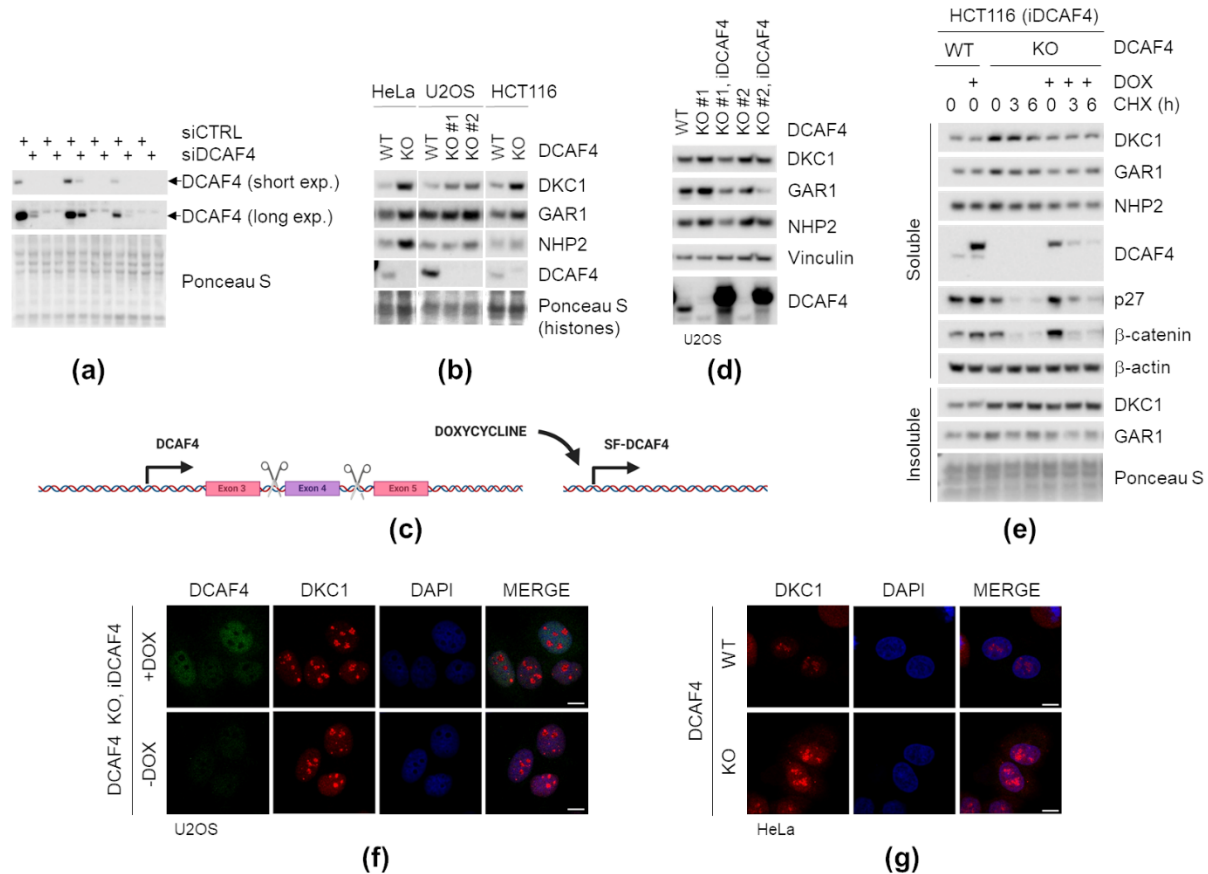 siCTRL + + + + + +
siDCAF4 + + + + + +
DCAF4 (short exp.)
DCAF4 (long exp.)
Ponceau S
(a)
HeLa U2OS HCT116
WT KO WT KO #1 KO #2 WT KO DCAF4
DKC1
GAR1
NHP2
DCAF4
Ponceau S
(histones)
(b)
WT KO #1 KO #1, iDCAF4 KO #2 KO #2, iDCAF4
DCAF4
DKC1
GAR1
NHP2
Vinculin
DCAF4
U2OS
(d)
DCAF4
Exon 3 Exon 4 Exon 5
DOXYCYCLINE
SF-DCAF4
(c)
HCT116 (iDCAF4)
WT KO DCAF4
+ + + + DOX
0 0 0 3 6 0 3 6 CHX (h)
Soluble
DKC1
GAR1
NHP2
DCAF4
p27
β-catenin
β-actin
Insoluble
DKC1
GAR1
Ponceau S
(e)
DCAF4 DKC1 DAPI MERGE
DCAF4 KO, iDCAF4
+DOX
-DOX
U2OS
(f)
DKC1 DAPI MERGE
DCAF4
WT
KO
HeLa
(g)